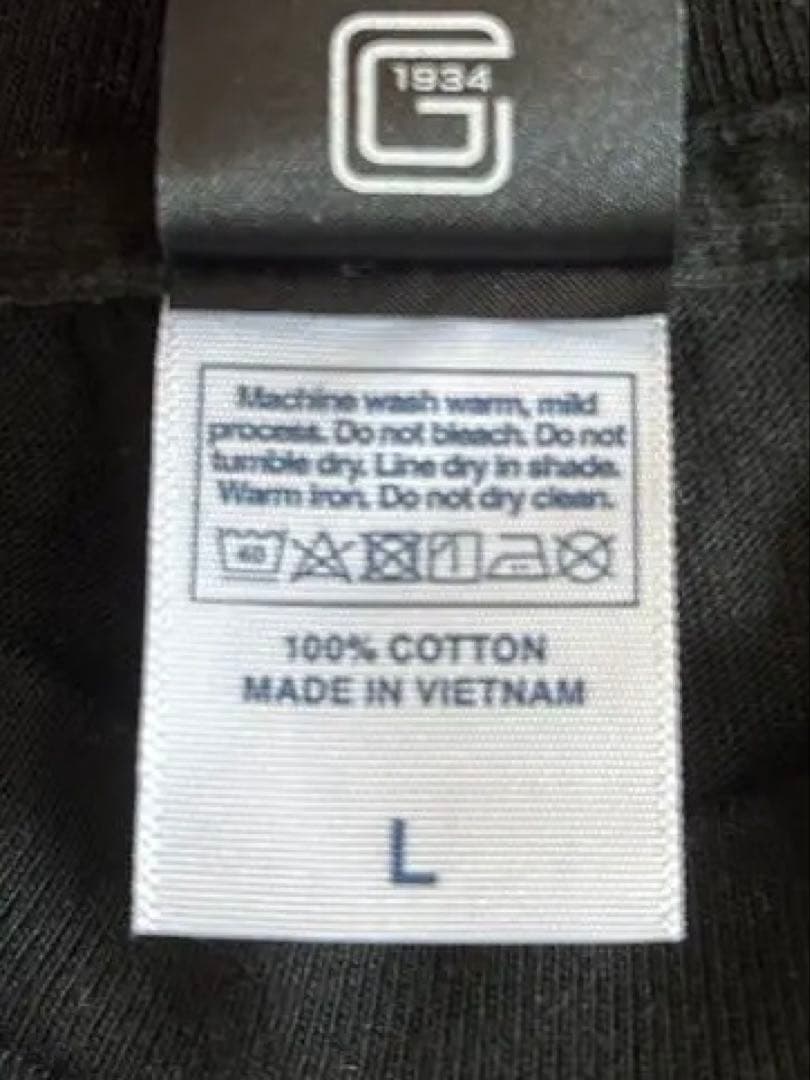 G
1934
Machine wash warm, mild
process. Do not bleach. Do not
tumble dry. Line dry in shade.
Warm iron. Do not dry clean.
40
100% COTTON
MADE IN VIETNAM
L